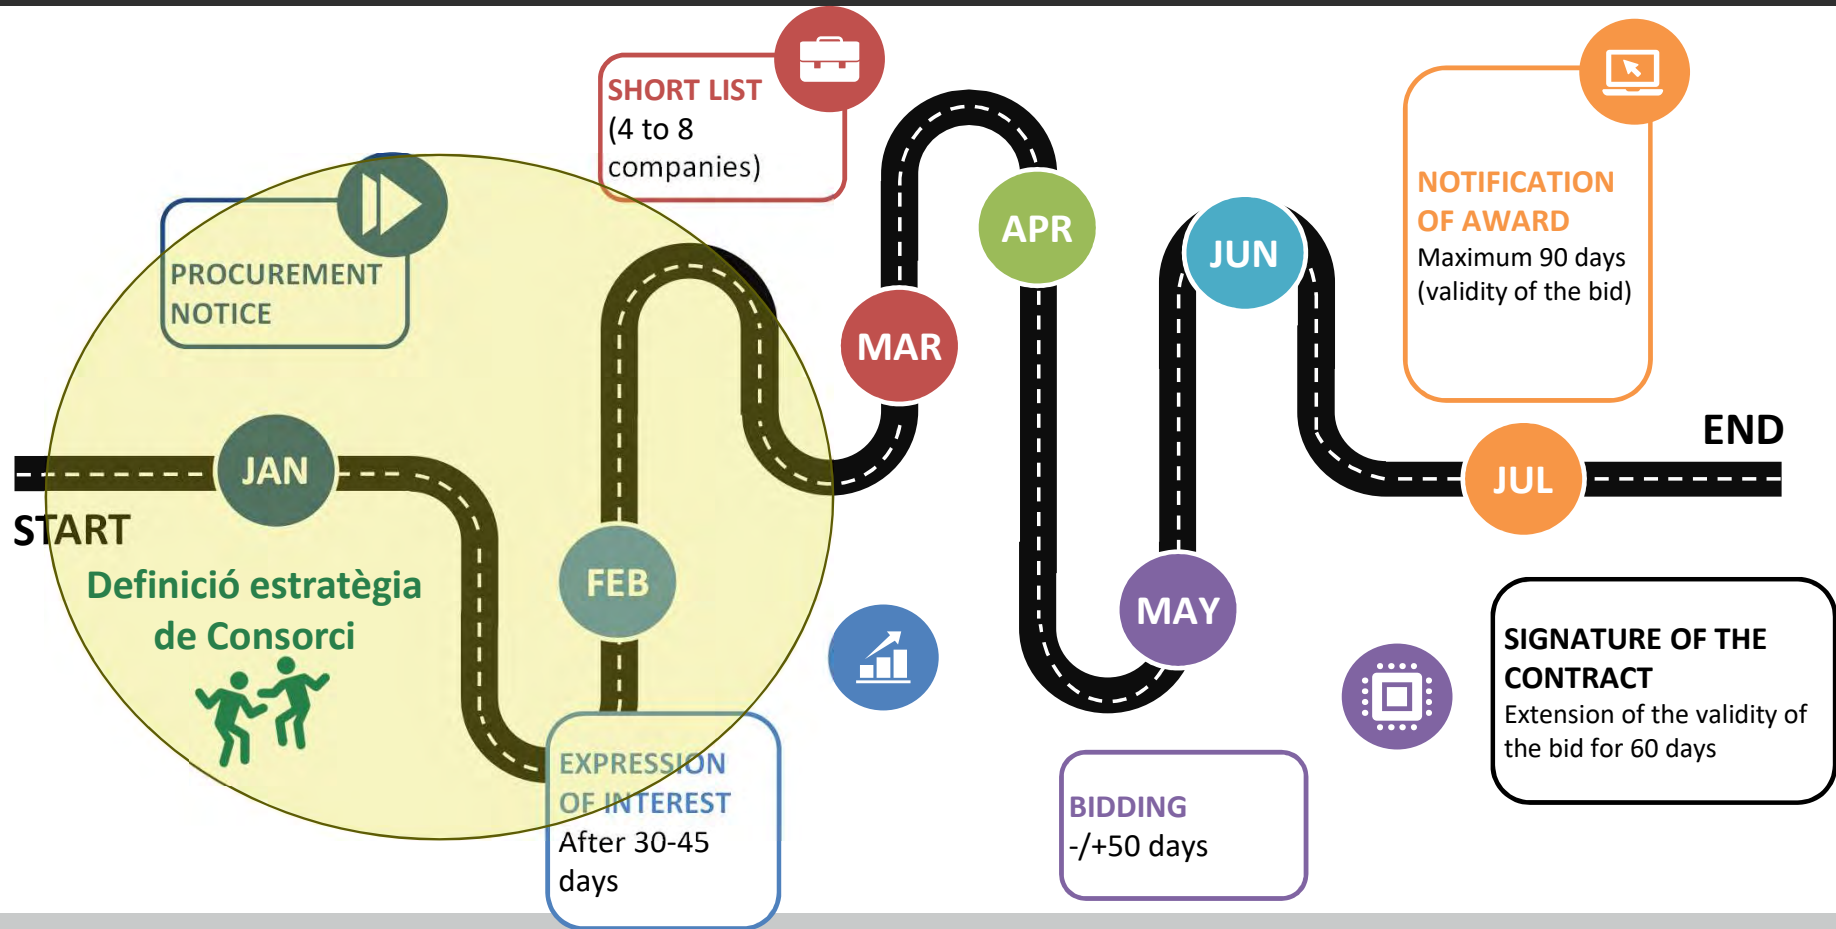 SHORT LIST
(4 to 8
companies)
NOTIFICATION
OF AWARD
Maximum 90 days
(validity of the bid)
PROCUREMENT
NOTICE
APR
JUN
MAR
END
JAN
JUL
START
Definició estratègia
de Consorci
FEB
MAY
SIGNATURE OF THE
CONTRACT
Extension of the validity of
the bid for 60 days
EXPRESSION
OF INTEREST
After 30-45
days
BIDDING
-/+50 days